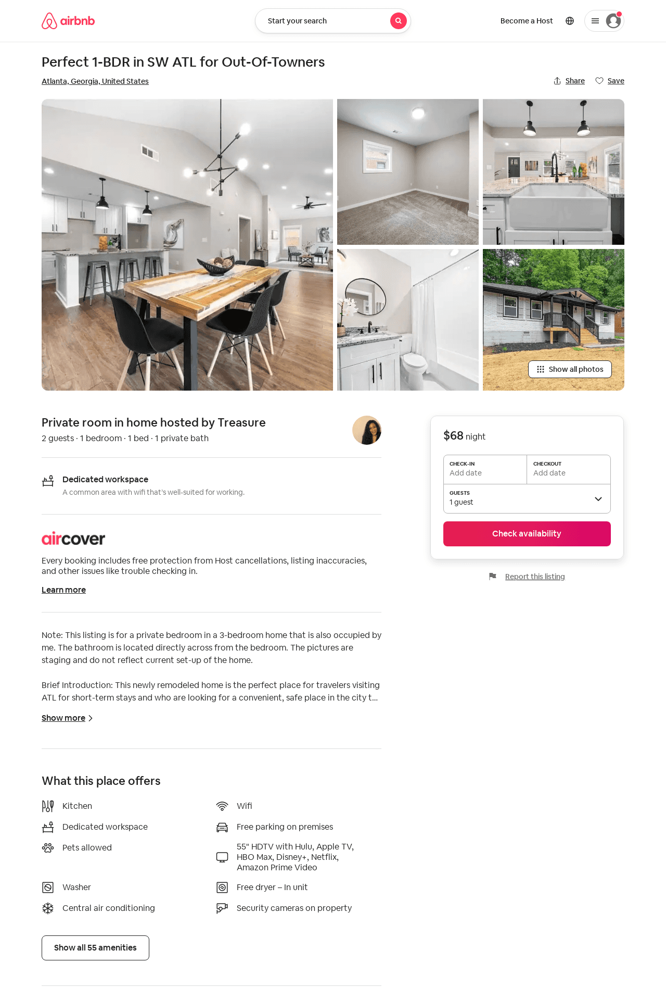 airbnb
Start your search
Become a Host
Perfect 1-BDR in SW ATL for Out-Of-Towners
Atlanta, Georgia, United States
Share
Save
Show all photos
Private room in home hosted by Treasure
2 guests · 1 bedroom · 1 bed · 1 private bath
Dedicated workspace
A common area with wifi that’s well-suited for working.
aircover
Every booking includes free protection from Host cancellations, listing inaccuracies,
and other issues like trouble checking in.
Learn more
Note: This listing is for a private bedroom in a 3-bedroom home that is also occupied by
me. The bathroom is located directly across from the bedroom. The pictures are
staging and do not reflect current set-up of the home.
Brief Introduction: This newly remodeled home is the perfect place for travelers visiting
ATL for short-term stays and who are looking for a convenient, safe place in the city t...
Show more
What this place offers
Kitchen
Wifi
Dedicated workspace
Free parking on premises
Pets allowed
55" HDTV with Hulu, Apple TV,
HBO Max, Disney+, Netflix,
Amazon Prime Video
Washer
Free dryer – In unit
Central air conditioning
Security cameras on property
Show all 55 amenities
$68 night
CHECK-IN
Add date
CHECKOUT
Add date
GUESTS
1 guest
Check availability
Report this listing